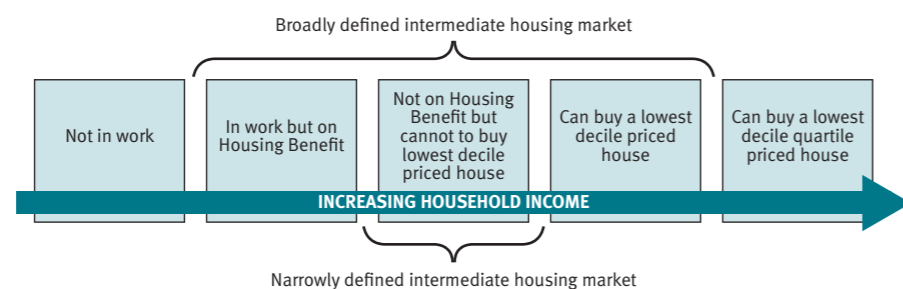 Broadly defined intermediate housing market
Not in work
In work but on
Housing Benefit
Not on Housing
Benefit but
cannot to buy
lowest decile
priced house
Can buy a lowest
decile priced
house
Can buy a lowest
decile quartile
priced house
INCREASING HOUSEHOLD INCOME
Narrowly defined intermediate housing market